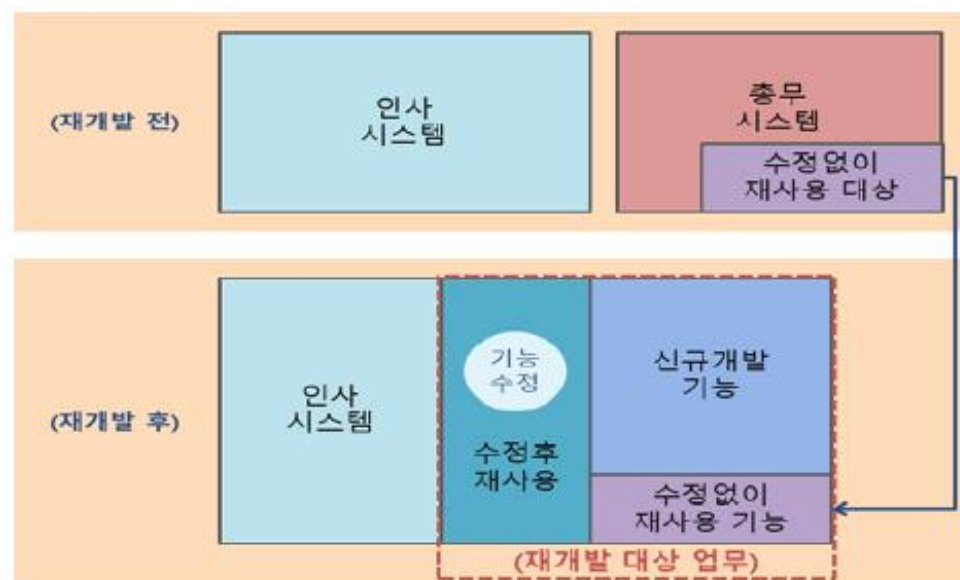 (재개발 전)
인사
시스템
총무
시스템
수정없이
재사용 대상
(재개발 후)
인사
시스템
기능
수정
수정후
재사용
신규개발
기능
수정없이
재사용 기능
(재개발 대상 업무)